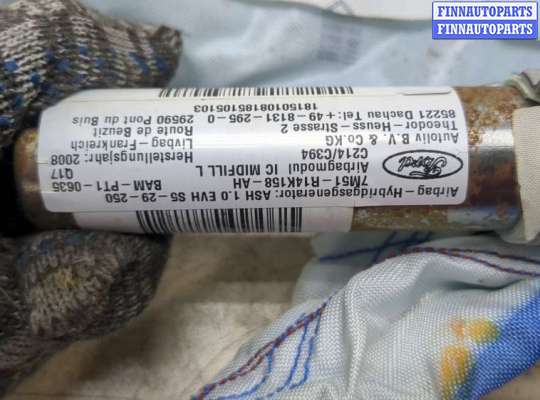 FINNAUTOPARTS
FINNAUTOPARTS
Airbag-Hybridgasgenerator: ASH 1.0 EVH S5-29-250
7M51-R14K158-AH BAM-PT1-0635
Airbagmodul IC MIDFILL L Q17
C214/C394 Herstellungsjahr: 2008
Ford
Autoliv B.V. & Co.KG Livbag-Frankreich
Theodor-Heuss-Strasse 2 Route de Beuzit
85221 Dachau Tel:+49-8131-295-0 29590 Pont du Buis
18150108185105103